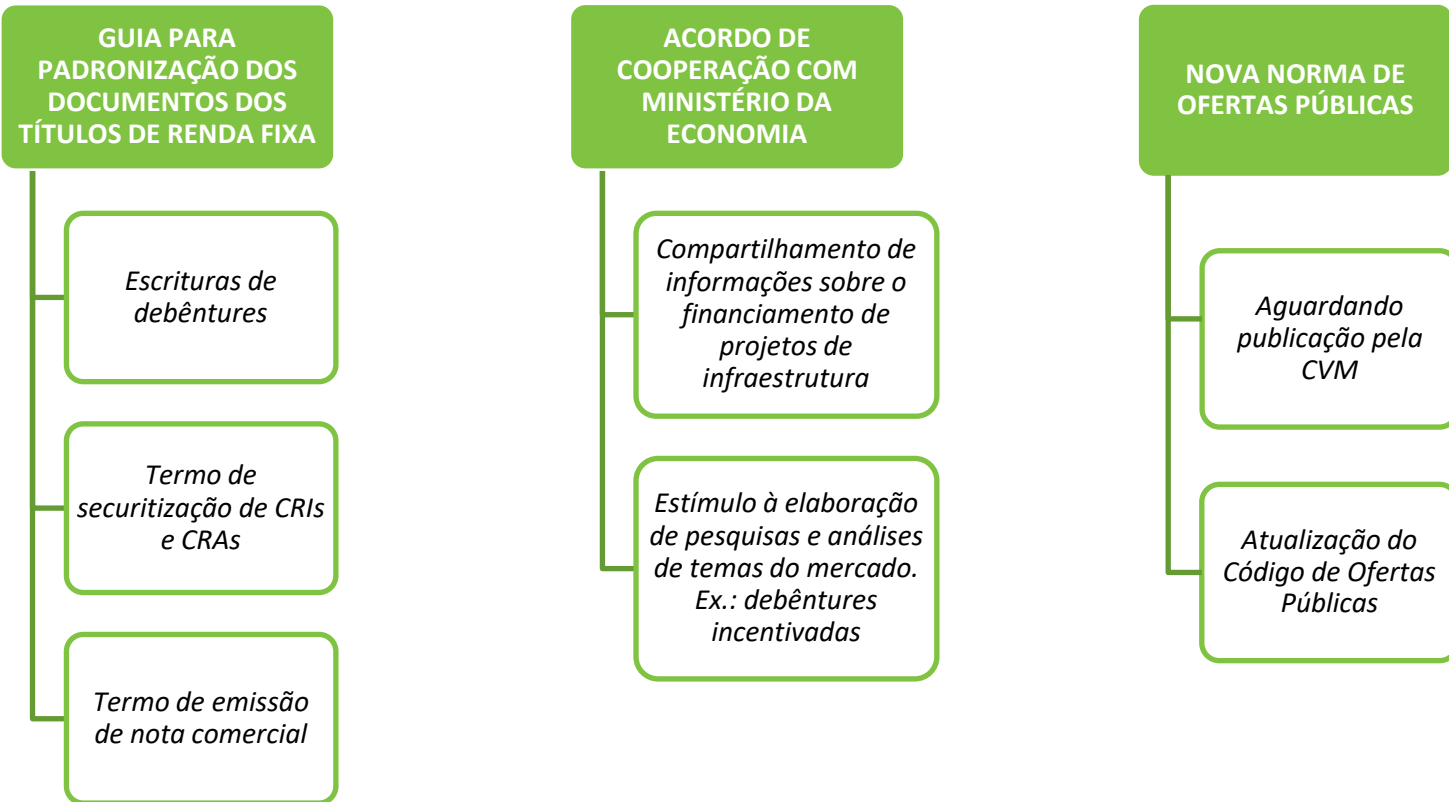 GUIA PARA
PADRONIZAÇÃO DOS
DOCUMENTOS DOS
TÍTULOS DE RENDA FIXA
Escrituras de
debêntures
Termo de
securitização de CRIs
e CRAs
Termo de emissão
de nota comercial
ACORDO DE
COOPERAÇÃO COM
MINISTÉRIO DA
ECONOMIA
Compartilhamento de
informações sobre o
financiamento de
projetos de
infraestrutura
Estímulo à elaboração
de pesquisas e análises
de temas do mercado.
Ex.: debêntures
incentivadas
NOVA NORMA DE
OFERTAS PÚBLICAS
Aguardando
publicação pela
CVM
Atualização do
Código de Ofertas
Públicas